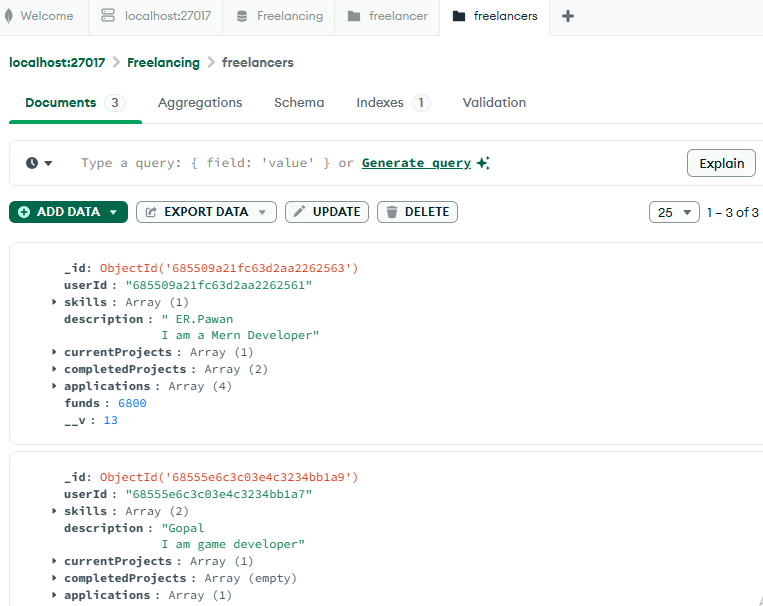 Welcome localhost:27017 Freelancing freelancer freelancers
localhost:27017 > Freelancing > freelancers
Documents 3 Aggregations Schema Indexes 1 Validation
Type a query: { field: 'value' } or Generate query Explain
ADD DATA EXPORT DATA UPDATE DELETE 25 1 – 3 of 3
_id: ObjectId('685509a21fc63d2aa2262563')
userId : "685509a21fc63d2aa2262561"
skills : Array (1)
description : " ER.Pawan
I am a Mern Developer"
currentProjects : Array (1)
completedProjects : Array (2)
applications : Array (4)
funds : 6800
__v : 13
_id: ObjectId('68555e6c3c03e4c3234bb1a9')
userId : "68555e6c3c03e4c3234bb1a7"
skills : Array (2)
description : "Gopal
I am game developer"
currentProjects : Array (1)
completedProjects : Array (empty)
applications : Array (1)